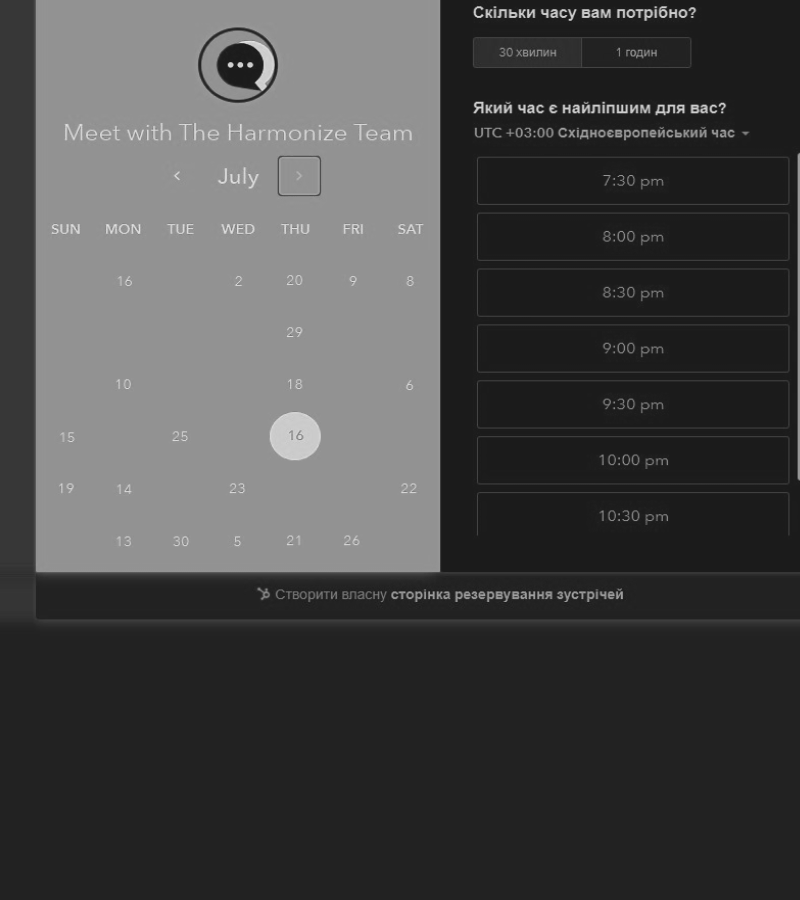 Meet with The Harmonize Team
July
SUN MON TUE WED THU FRI SAT
16 2 20 9 8
29
10 18 6
15 25 16
19 14 23 22
13 30 5 21 26
Скільки часу вам потрібно?
30 хвилин 1 годин
Який час є найліпшим для вас?
UTC +03:00 Східноєвропейський час
7:30 pm
8:00 pm
8:30 pm
9:00 pm
9:30 pm
10:00 pm
10:30 pm
Створити власну сторінка резервування зустрічей